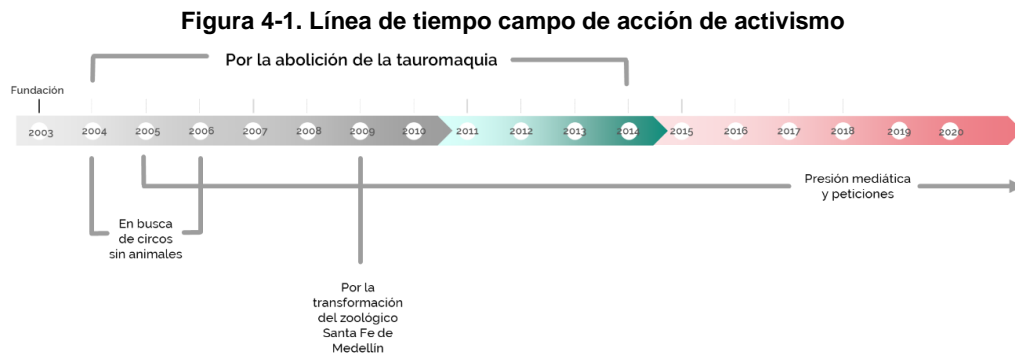 Figura 4-1. Línea de tiempo campo de acción de activismo
Por la abolición de la tauromaquia
Fundación
2003 2004 2005 2006 2007 2008 2009 2010 2011 2012 2013 2014 2015 2016 2017 2018 2019 2020
Presión mediática
y peticiones
En busca
de circos
sin animales
Por la
transformación
del zoológico
Santa Fe de
Medellín